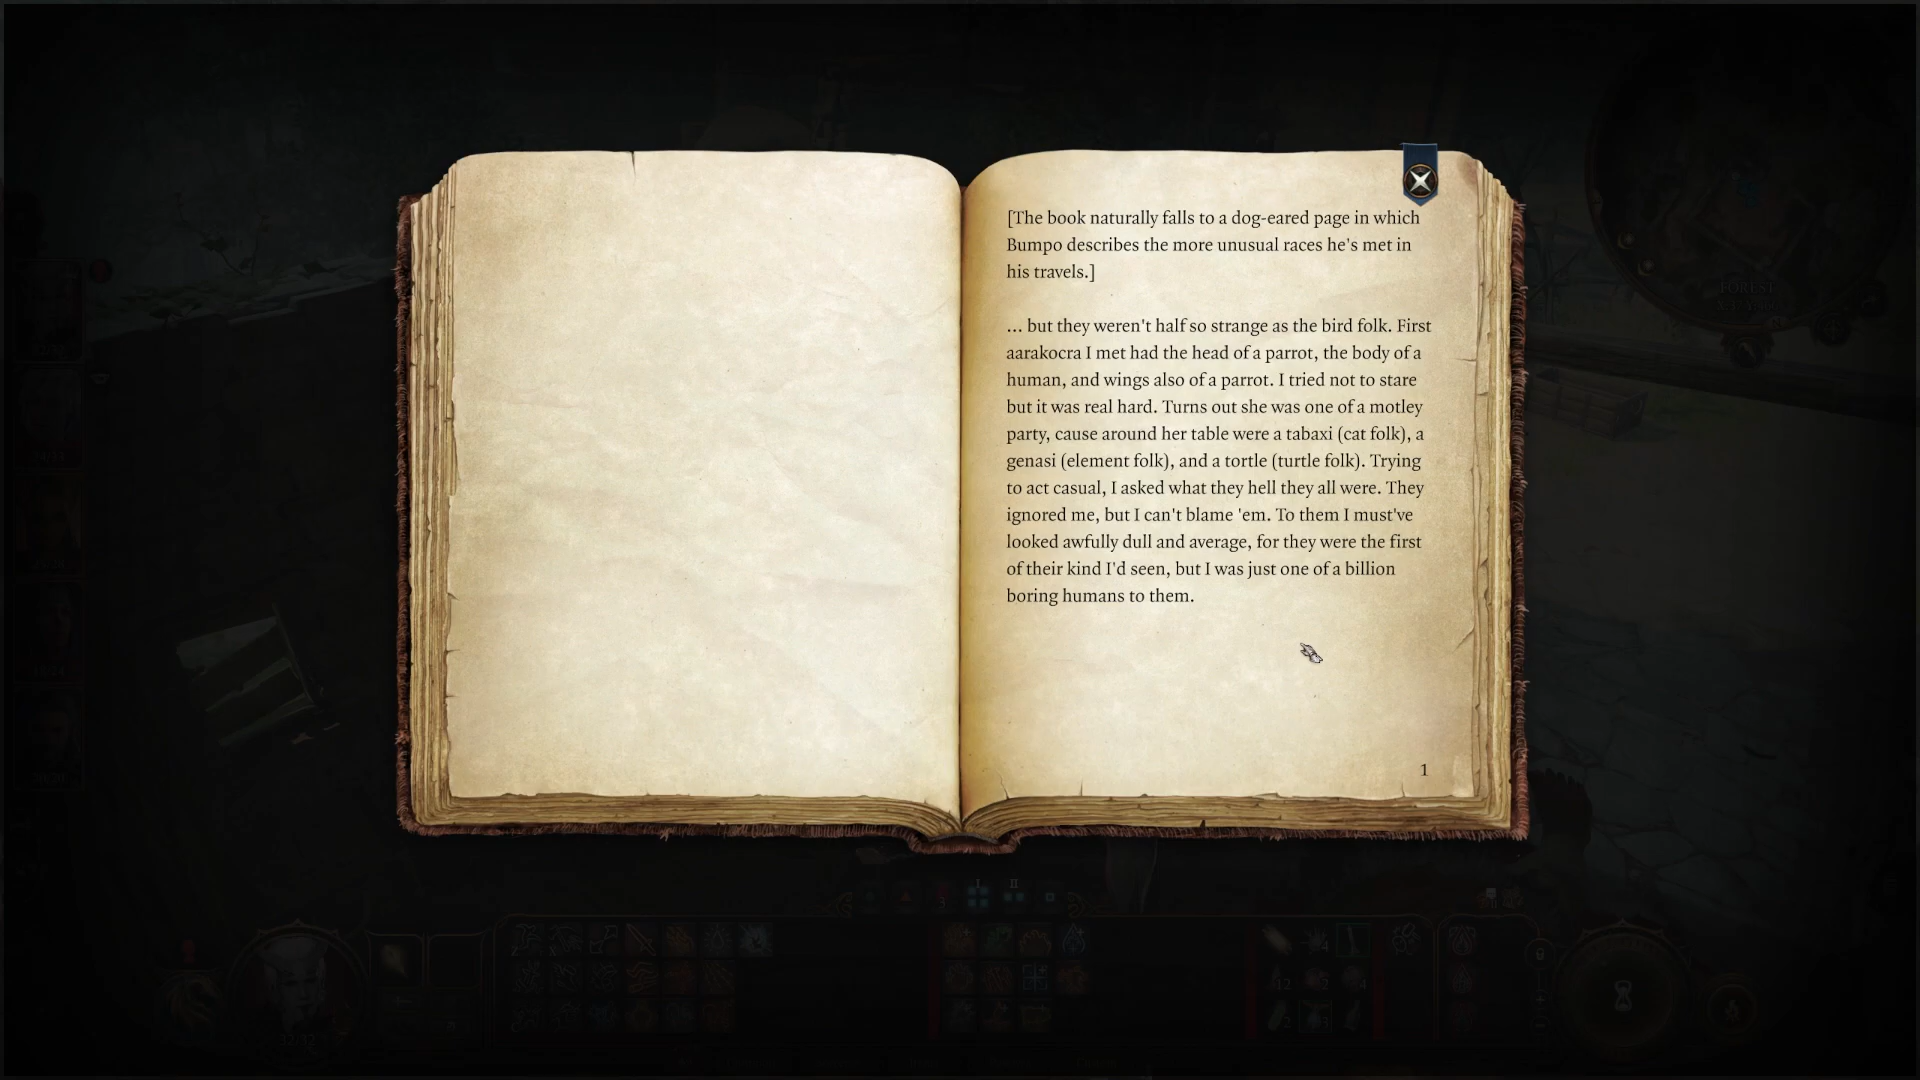 [The book naturally falls to a dog-eared page in which
Bumpo describes the more unusual races he's met in
his travels.]
... but they weren't half so strange as the bird folk. First
aarakocra I met had the head of a parrot, the body of a
human, and wings also of a parrot. I tried not to stare
but it was real hard. Turns out she was one of a motley
party, cause around her table were a tabaxi (cat folk), a
genasi (element folk), and a tortle (turtle folk). Trying
to act casual, I asked what they hell they all were. They
ignored me, but I can't blame 'em. To them I must've
looked awfully dull and average, for they were the first
of their kind I'd seen, but I was just one of a billion
boring humans to them.
1
FOREST
I II